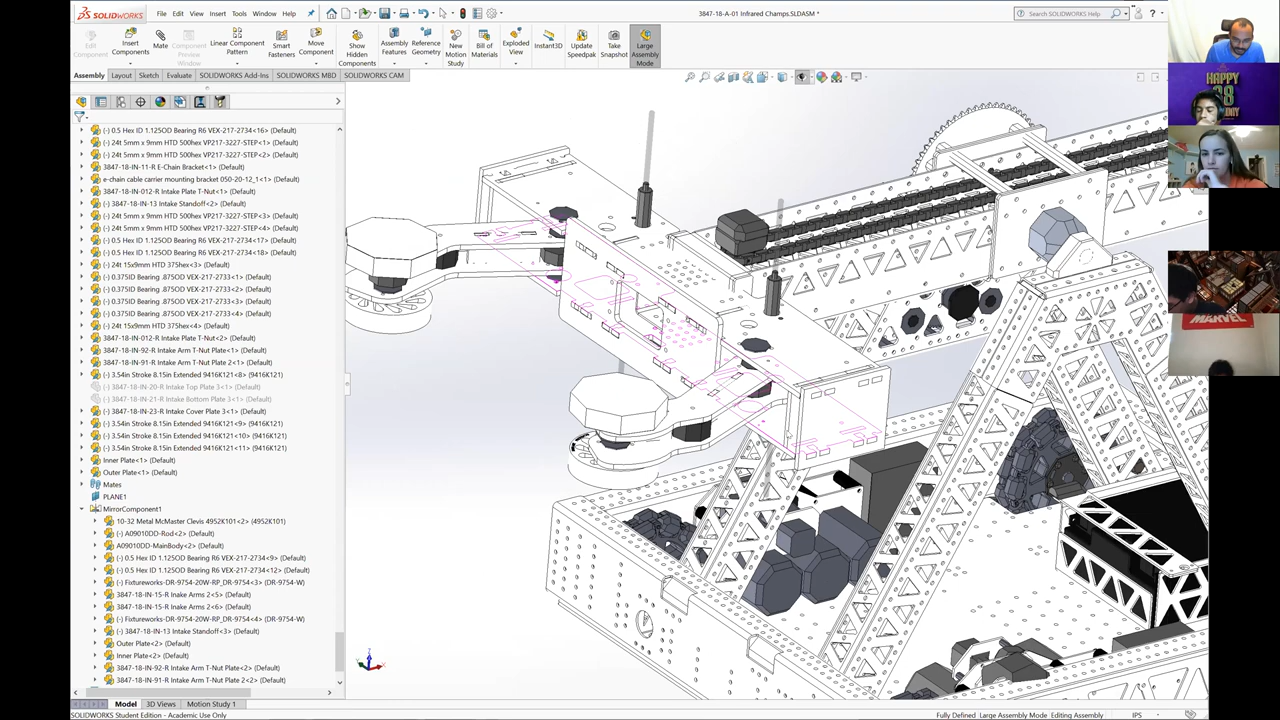 SOLIDWORKS File Edit View Insert Tools Window Help 3847-18-A-01 Infrared Champs.SLDASM * Search SOLIDWORKS Help ?
Edit Component Insert Components Mate Component Preview Window Linear Component Pattern Smart Fasteners Move Component Show Hidden Components Assembly Features Reference Geometry New Motion Study Bill of Materials Exploded View Instant3D Update Speedpak Take Snapshot Large Assembly Mode
Assembly Layout Sketch Evaluate SOLIDWORKS Add-Ins SOLIDWORKS MBD SOLIDWORKS CAM
(-) 0.5 Hex ID 1.125OD Bearing R6 VEX-217-2734<16> (Default)
(-) 24t 5mm x 9mm HTD 500hex VP217-3227-STEP<1> (Default)
(-) 24t 5mm x 9mm HTD 500hex VP217-3227-STEP<2> (Default)
3847-18-IN-11-R E-Chain Bracket<1> (Default)
e-chain cable carrier mounting bracket 050-20-12_1<1> (Default)
3847-18-IN-012-R Intake Plate T-Nut<1> (Default)
(-) 3847-18-IN-13 Intake Standoff<2> (Default)
(-) 24t 5mm x 9mm HTD 500hex VP217-3227-STEP<3> (Default)
(-) 24t 5mm x 9mm HTD 500hex VP217-3227-STEP<4> (Default)
(-) 0.5 Hex ID 1.125OD Bearing R6 VEX-217-2734<17> (Default)
(-) 0.5 Hex ID 1.125OD Bearing R6 VEX-217-2734<18> (Default)
(-) 24t 15x9mm HTD 375hex<3> (Default)
(-) 0.375ID Bearing .875OD VEX-217-2733<1> (Default)
(-) 0.375ID Bearing .875OD VEX-217-2733<2> (Default)
(-) 0.375ID Bearing .875OD VEX-217-2733<3> (Default)
(-) 0.375ID Bearing .875OD VEX-217-2733<4> (Default)
(-) 24t 15x9mm HTD 375hex<4> (Default)
3847-18-IN-012-R Intake Plate T-Nut<2> (Default)
3847-18-IN-92-R Intake Arm T-Nut Plate<1> (Default)
3847-18-IN-91-R Intake Arm T-Nut Plate 2<1> (Default)
(-) 3.54in Stroke 8.15in Extended 9416K121<8> (9416K121)
(-) 3847-18-IN-20-R Intake Top Plate 3<1> (Default)
(-) 3847-18-IN-21-R Intake Bottom Plate 3<1> (Default)
(-) 3847-18-IN-23-R Intake Cover Plate 3<1> (Default)
(-) 3.54in Stroke 8.15in Extended 9416K121<9> (9416K121)
(-) 3.54in Stroke 8.15in Extended 9416K121<10> (9416K121)
(-) 3.54in Stroke 8.15in Extended 9416K121<11> (9416K121)
Inner Plate<1> (Default)
Outer Plate<1> (Default)
Mates
PLANE1
MirrorComponent1
10-32 Metal McMaster Clevis 4952K101<2> (4952K101)
(-) A09010DD-Rod<2> (Default)
A09010DD-MainBody<2> (Default)
(-) 0.5 Hex ID 1.125OD Bearing R6 VEX-217-2734<9> (Default)
(-) 0.5 Hex ID 1.125OD Bearing R6 VEX-217-2734<12> (Default)
(-) Fixtureworks-DR-9754-20W-RP_DR-9754<3> (DR-9754-W)
3847-18-IN-15-R Intake Arms 2<5> (Default)
3847-18-IN-15-R Intake Arms 2<6> (Default)
(-) Fixtureworks-DR-9754-20W-RP_DR-9754<4> (DR-9754-W)
(-) 3847-18-IN-13 Intake Standoff<3> (Default)
Outer Plate<2> (Default)
Inner Plate<2> (Default)
3847-18-IN-92-R Intake Arm T-Nut Plate<2> (Default)
3847-18-IN-91-R Intake Arm T-Nut Plate 2<2> (Default)
Model 3D Views Motion Study 1
SOLIDWORKS Student Edition - Academic Use Only Fully Defined Large Assembly Mode Editing Assembly IPS
HAPPY
MARVEL